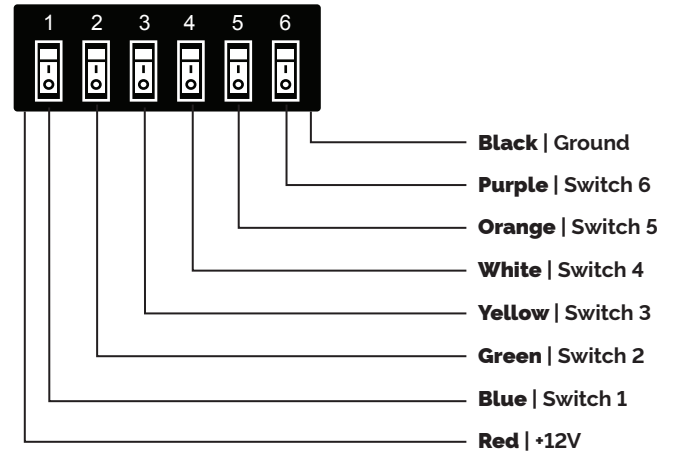 1 2 3 4 5 6
Black | Ground
Purple | Switch 6
Orange | Switch 5
White | Switch 4
Yellow | Switch 3
Green | Switch 2
Blue | Switch 1
Red | +12V